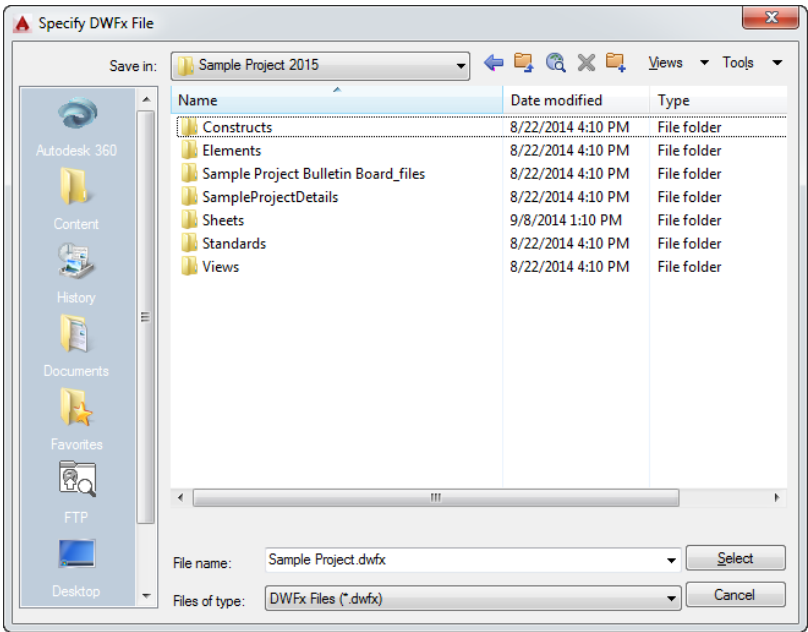 Specify DWFx File
Save in: Sample Project 2015 Views Tools
Name Date modified Type
Constructs 8/22/2014 4:10 PM File folder
Elements 8/22/2014 4:10 PM File folder
Sample Project Bulletin Board_files 8/22/2014 4:10 PM File folder
SampleProjectDetails 8/22/2014 4:10 PM File folder
Sheets 9/8/2014 1:10 PM File folder
Standards 8/22/2014 4:10 PM File folder
Views 8/22/2014 4:10 PM File folder
Autodesk 360
Content
History
Documents
Favorites
FTP
Desktop
File name: Sample Project.dwfx Select
Files of type: DWFx Files (*.dwfx) Cancel